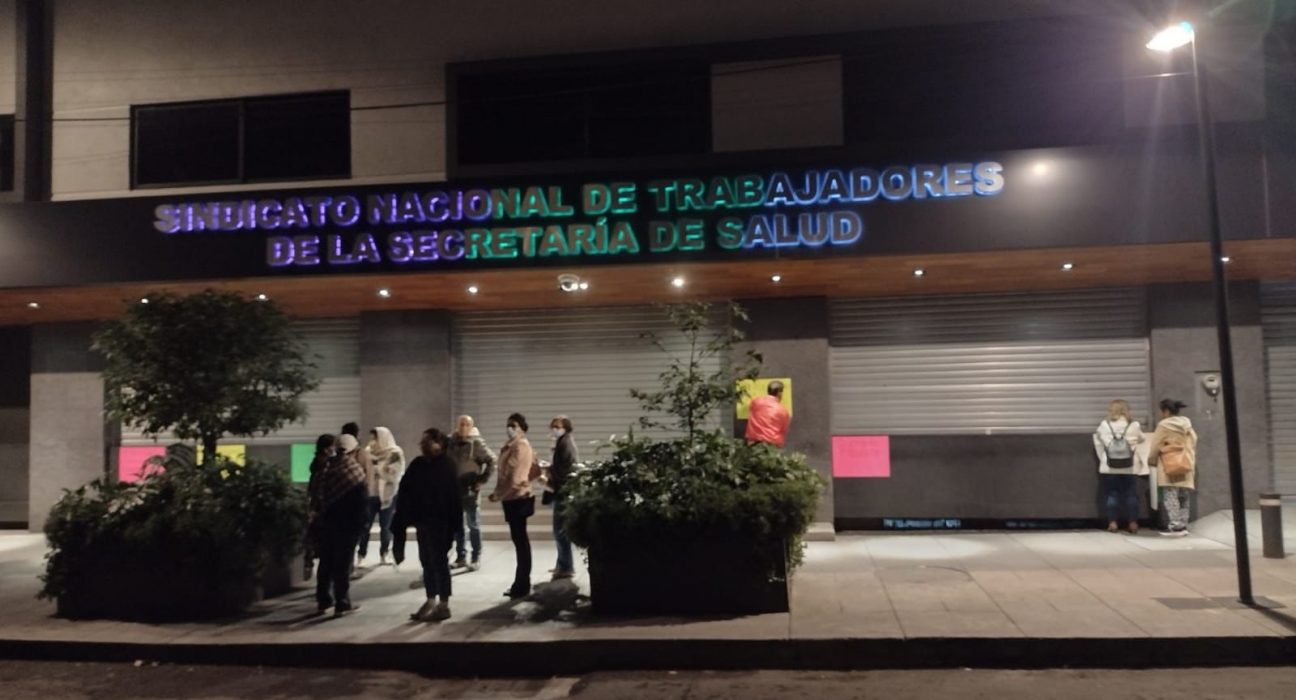 SINDICATO NACIONAL DE TRABAJADORES
DE LA SECRETARÍA DE SALUD